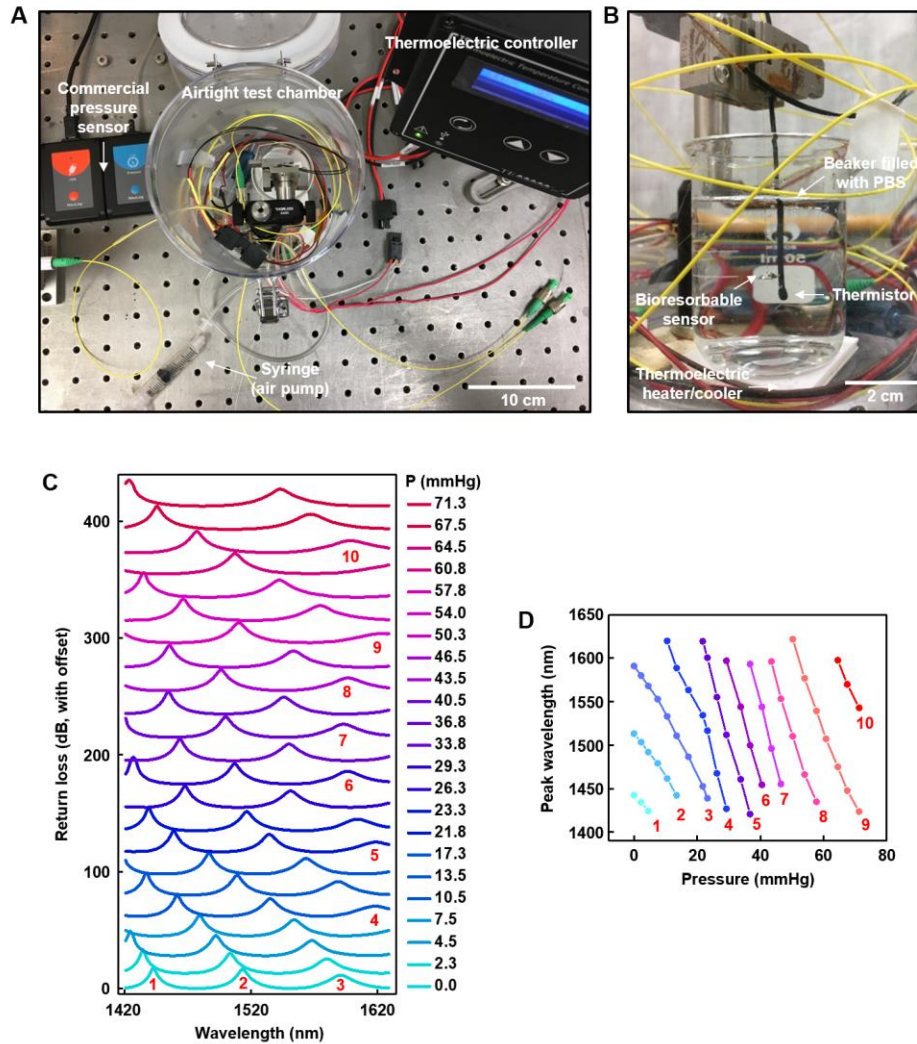 A
Commercial
pressure
sensor
Airtight test chamber
Thermoelectric controller
Syringe
(air pump)
10 cm
B
Beaker filled
with PBS
50 ml
Bioresorbable
sensor
Thermistor
Thermoelectric
heater/cooler
2 cm
C
P (mmHg)
71.3
67.5
64.5
60.8
57.8
54.0
50.3
46.5
43.5
40.5
36.8
33.8
29.3
26.3
23.3
21.8
17.3
13.5
10.5
7.5
4.5
2.3
0.0
Return loss (dB, with offset)
400
300
200
100
0
10
9
8
7
6
5
4
1 2 3
1420 1520 1620
Wavelength (nm)
D
Peak wavelength (nm)
1650
1600
1550
1500
1450
1400
1 2 3 4 5 6 7 8 9 10
0 20 40 60 80
Pressure (mmHg)